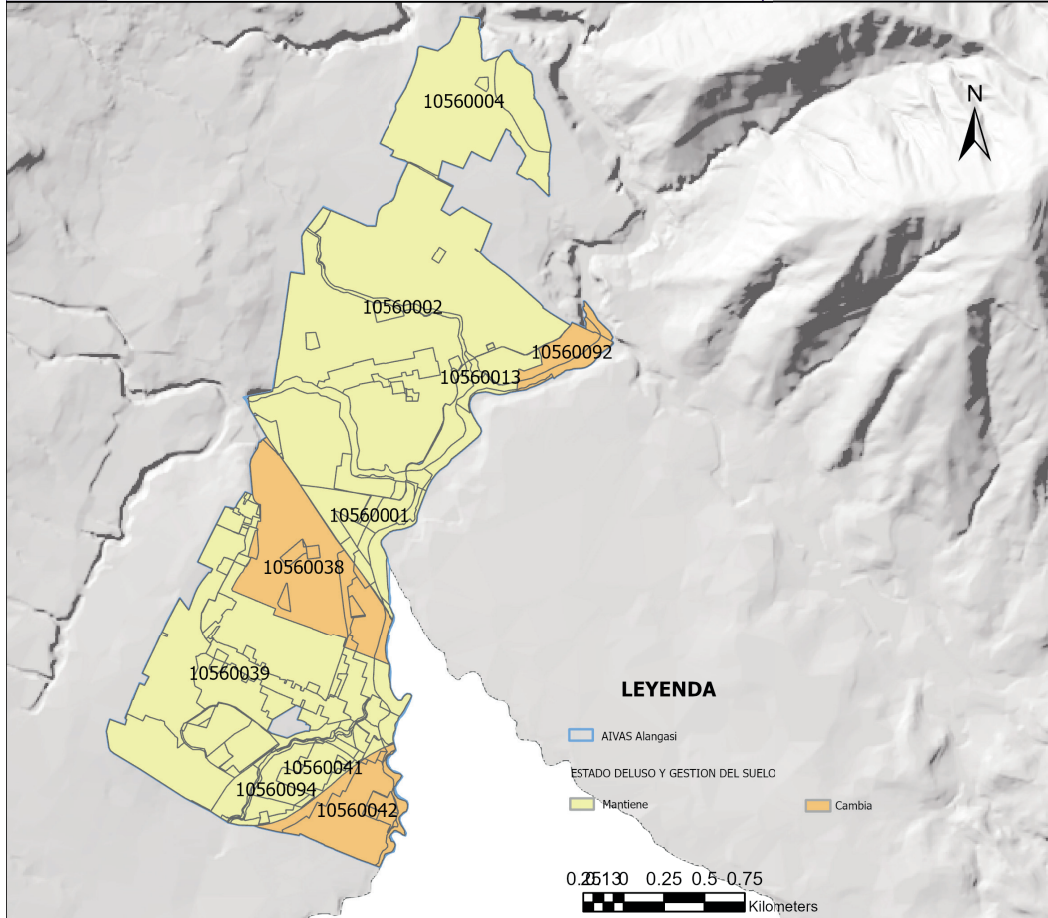 10560004
N
10560002
10560092
10560013
10560001
10560038
10560039
10560041
10560094
10560042
LEYENDA
AIVAS Alangasi
ESTADO DELUSO Y GESTION DEL SUELO
Mantiene
Cambia
0.25 0.5 0.75
Kilometers